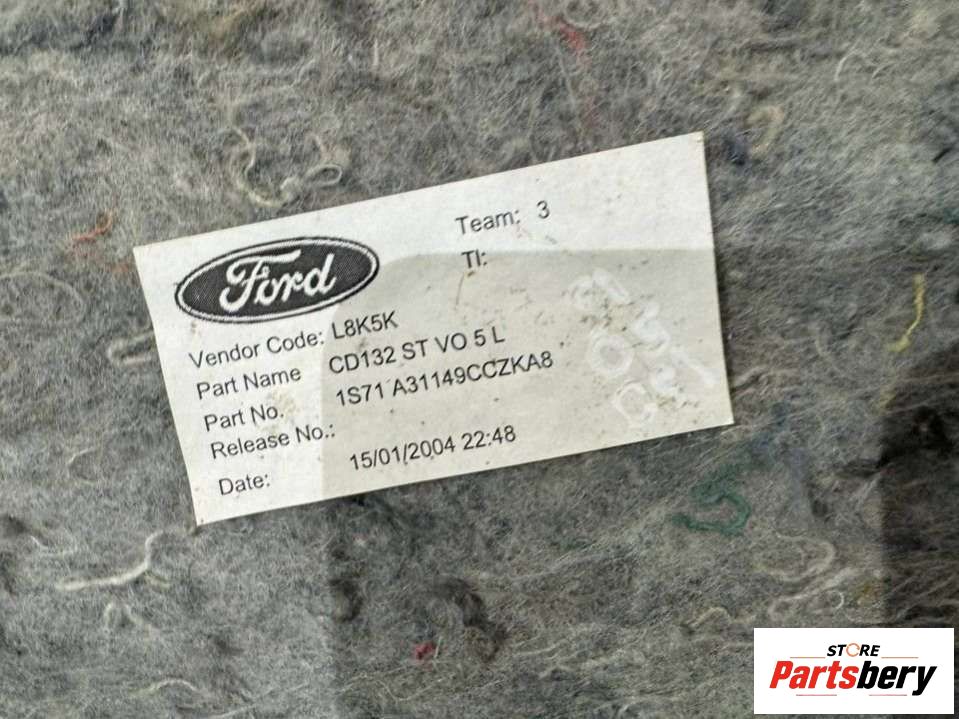 Ford
Team: 3
TI:
Vendor Code: L8K5K
Part Name CD132 ST VO 5 L
Part No. 1S71 A31149CCZKA8
Release No.:
Date: 15/01/2004 22:48
STORE
Partsbery